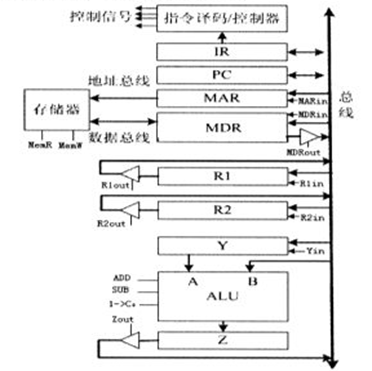 控制信号
指令译码/控制器
IR
PC
地址总线
MAR
MARin
总线
存储器
MDRin
MDR
数据总线
MemR
MemW
MDRout
R1
R1out
R1in
R2
R2out
R2in
Y
Yin
ADD
A
B
SUB
ALU
1->C₀
Zout
Z